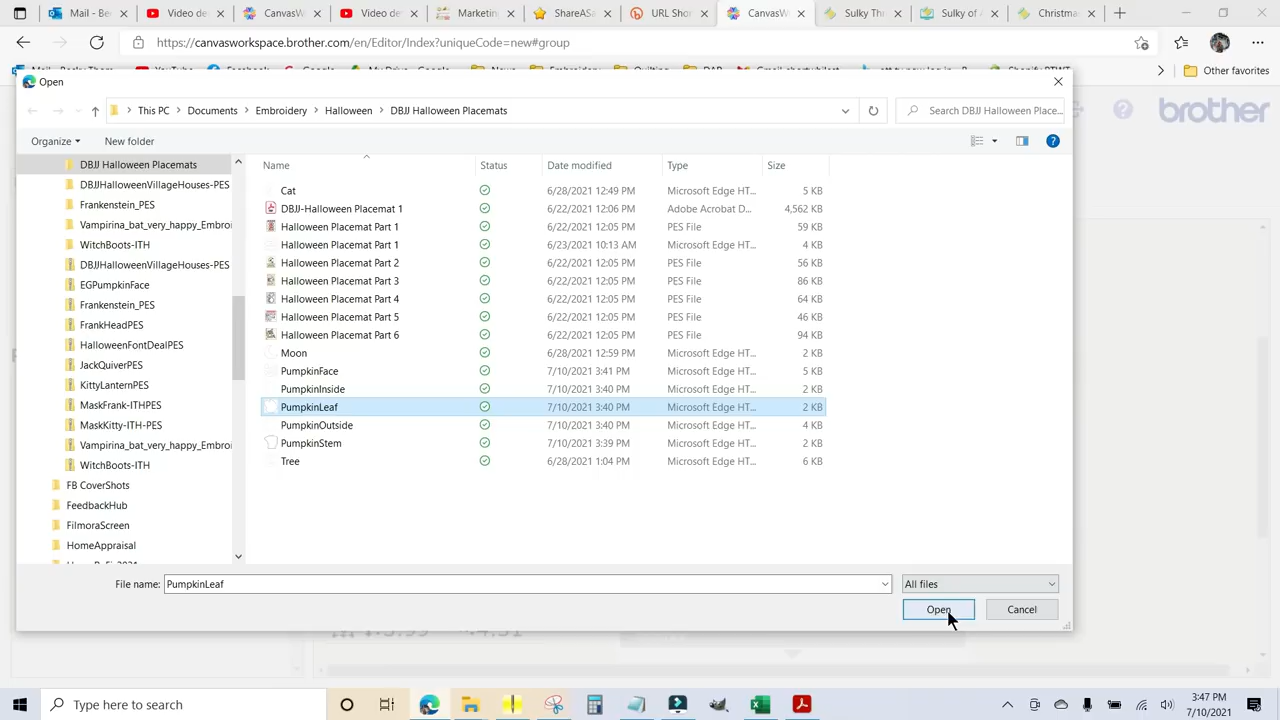 Mail - Be
Video de
CanvasW
Video de
Marketin
ShareASa
URL Sho
CanvasW
Sulky Th
Sulky of A
Christmas
https://canvasworkspace.brother.com/en/Editor/Index?uniqueCode=new#group
Other favorites
Open
brother
This PC > Documents > Embroidery > Halloween > DBJJ Halloween Placemats
Search DBJJ Halloween Place...
Organize
New folder
Name
Status
Date modified
Type
Size
DBJJ Halloween Placemats
DBJJHalloweenVillageHouses-PES
Frankenstein_PES
Vampirina_bat_very_happy_Embroi
WitchBoots-ITH
DBJJHalloweenVillageHouses-PES
EGPumpkinFace
Frankenstein_PES
FrankHeadPES
HalloweenFontDealPES
JackQuiverPES
KittyLanternPES
MaskFrank-ITHPES
MaskKitty-ITH-PES
Vampirina_bat_very_happy_Embroi
WitchBoots-ITH
FB CoverShots
FeedbackHub
FilmoraScreen
HomeAppraisal
Cat 6/28/2021 12:49 PM Microsoft Edge HT... 5 KB
DBJJ-Halloween Placemat 1 6/22/2021 12:06 PM Adobe Acrobat D... 4,562 KB
Halloween Placemat Part 1 6/22/2021 12:05 PM PES File 59 KB
Halloween Placemat Part 1 6/23/2021 10:13 AM Microsoft Edge HT... 4 KB
Halloween Placemat Part 2 6/22/2021 12:05 PM PES File 56 KB
Halloween Placemat Part 3 6/22/2021 12:05 PM PES File 86 KB
Halloween Placemat Part 4 6/22/2021 12:05 PM PES File 64 KB
Halloween Placemat Part 5 6/22/2021 12:05 PM PES File 46 KB
Halloween Placemat Part 6 6/22/2021 12:05 PM PES File 94 KB
Moon 6/28/2021 12:59 PM Microsoft Edge HT... 2 KB
PumpkinFace 7/10/2021 3:41 PM Microsoft Edge HT... 5 KB
PumpkinInside 7/10/2021 3:40 PM Microsoft Edge HT... 2 KB
PumpkinLeaf 7/10/2021 3:40 PM Microsoft Edge HT... 2 KB
PumpkinOutside 7/10/2021 3:40 PM Microsoft Edge HT... 4 KB
PumpkinStem 7/10/2021 3:39 PM Microsoft Edge HT... 2 KB
Tree 6/28/2021 1:04 PM Microsoft Edge HT... 6 KB
File name: PumpkinLeaf
All files
Open
Cancel
Type here to search
3:47 PM
7/10/2021